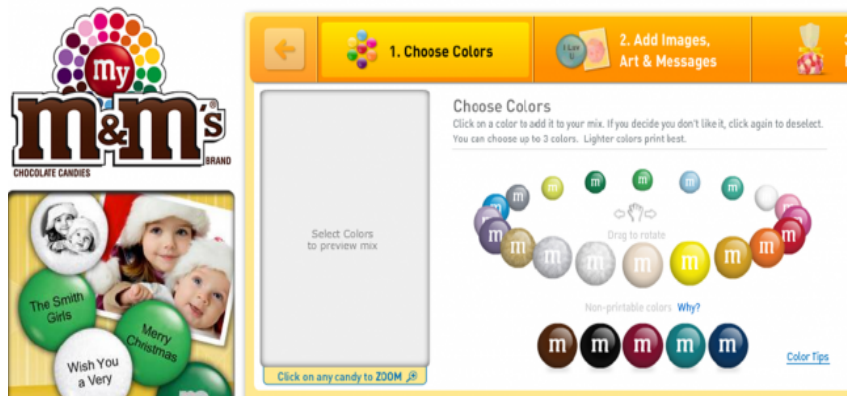 my
m&m's
BRAND
CHOCOLATE CANDIES
The Smith
Girls
Merry
Christmas
Wish You
a Very
1. Choose Colors
I Luv
U
2. Add Images,
Art & Messages
Choose Colors
Click on a color to add it to your mix. If you decide you don't like it, click again to deselect.
You can choose up to 3 colors. Lighter colors print best.
Select Colors
to preview mix
m m m m m m m m
Drag to rotate
m m m m m m m m m
Non-printable colors Why?
m m m m m
Color Tips
Click on any candy to ZOOM